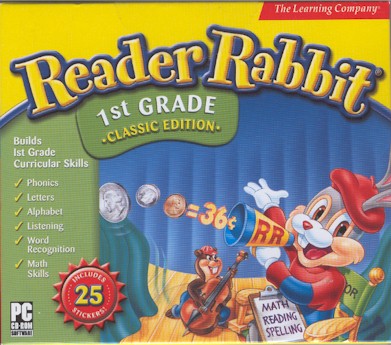 The Learning Company®
Reader Rabbit
1st GRADE
•CLASSIC EDITION•
Builds
1st Grade
Curricular Skills
✓ Phonics
✓ Letters
✓ Alphabet
✓ Listening
✓ Word
Recognition
✓ Math
Skills
= 36¢
RR
INCLUDES
25
STICKERS!
MATH
READING
SPELLING
PC
CD-ROM
SOFTWARE